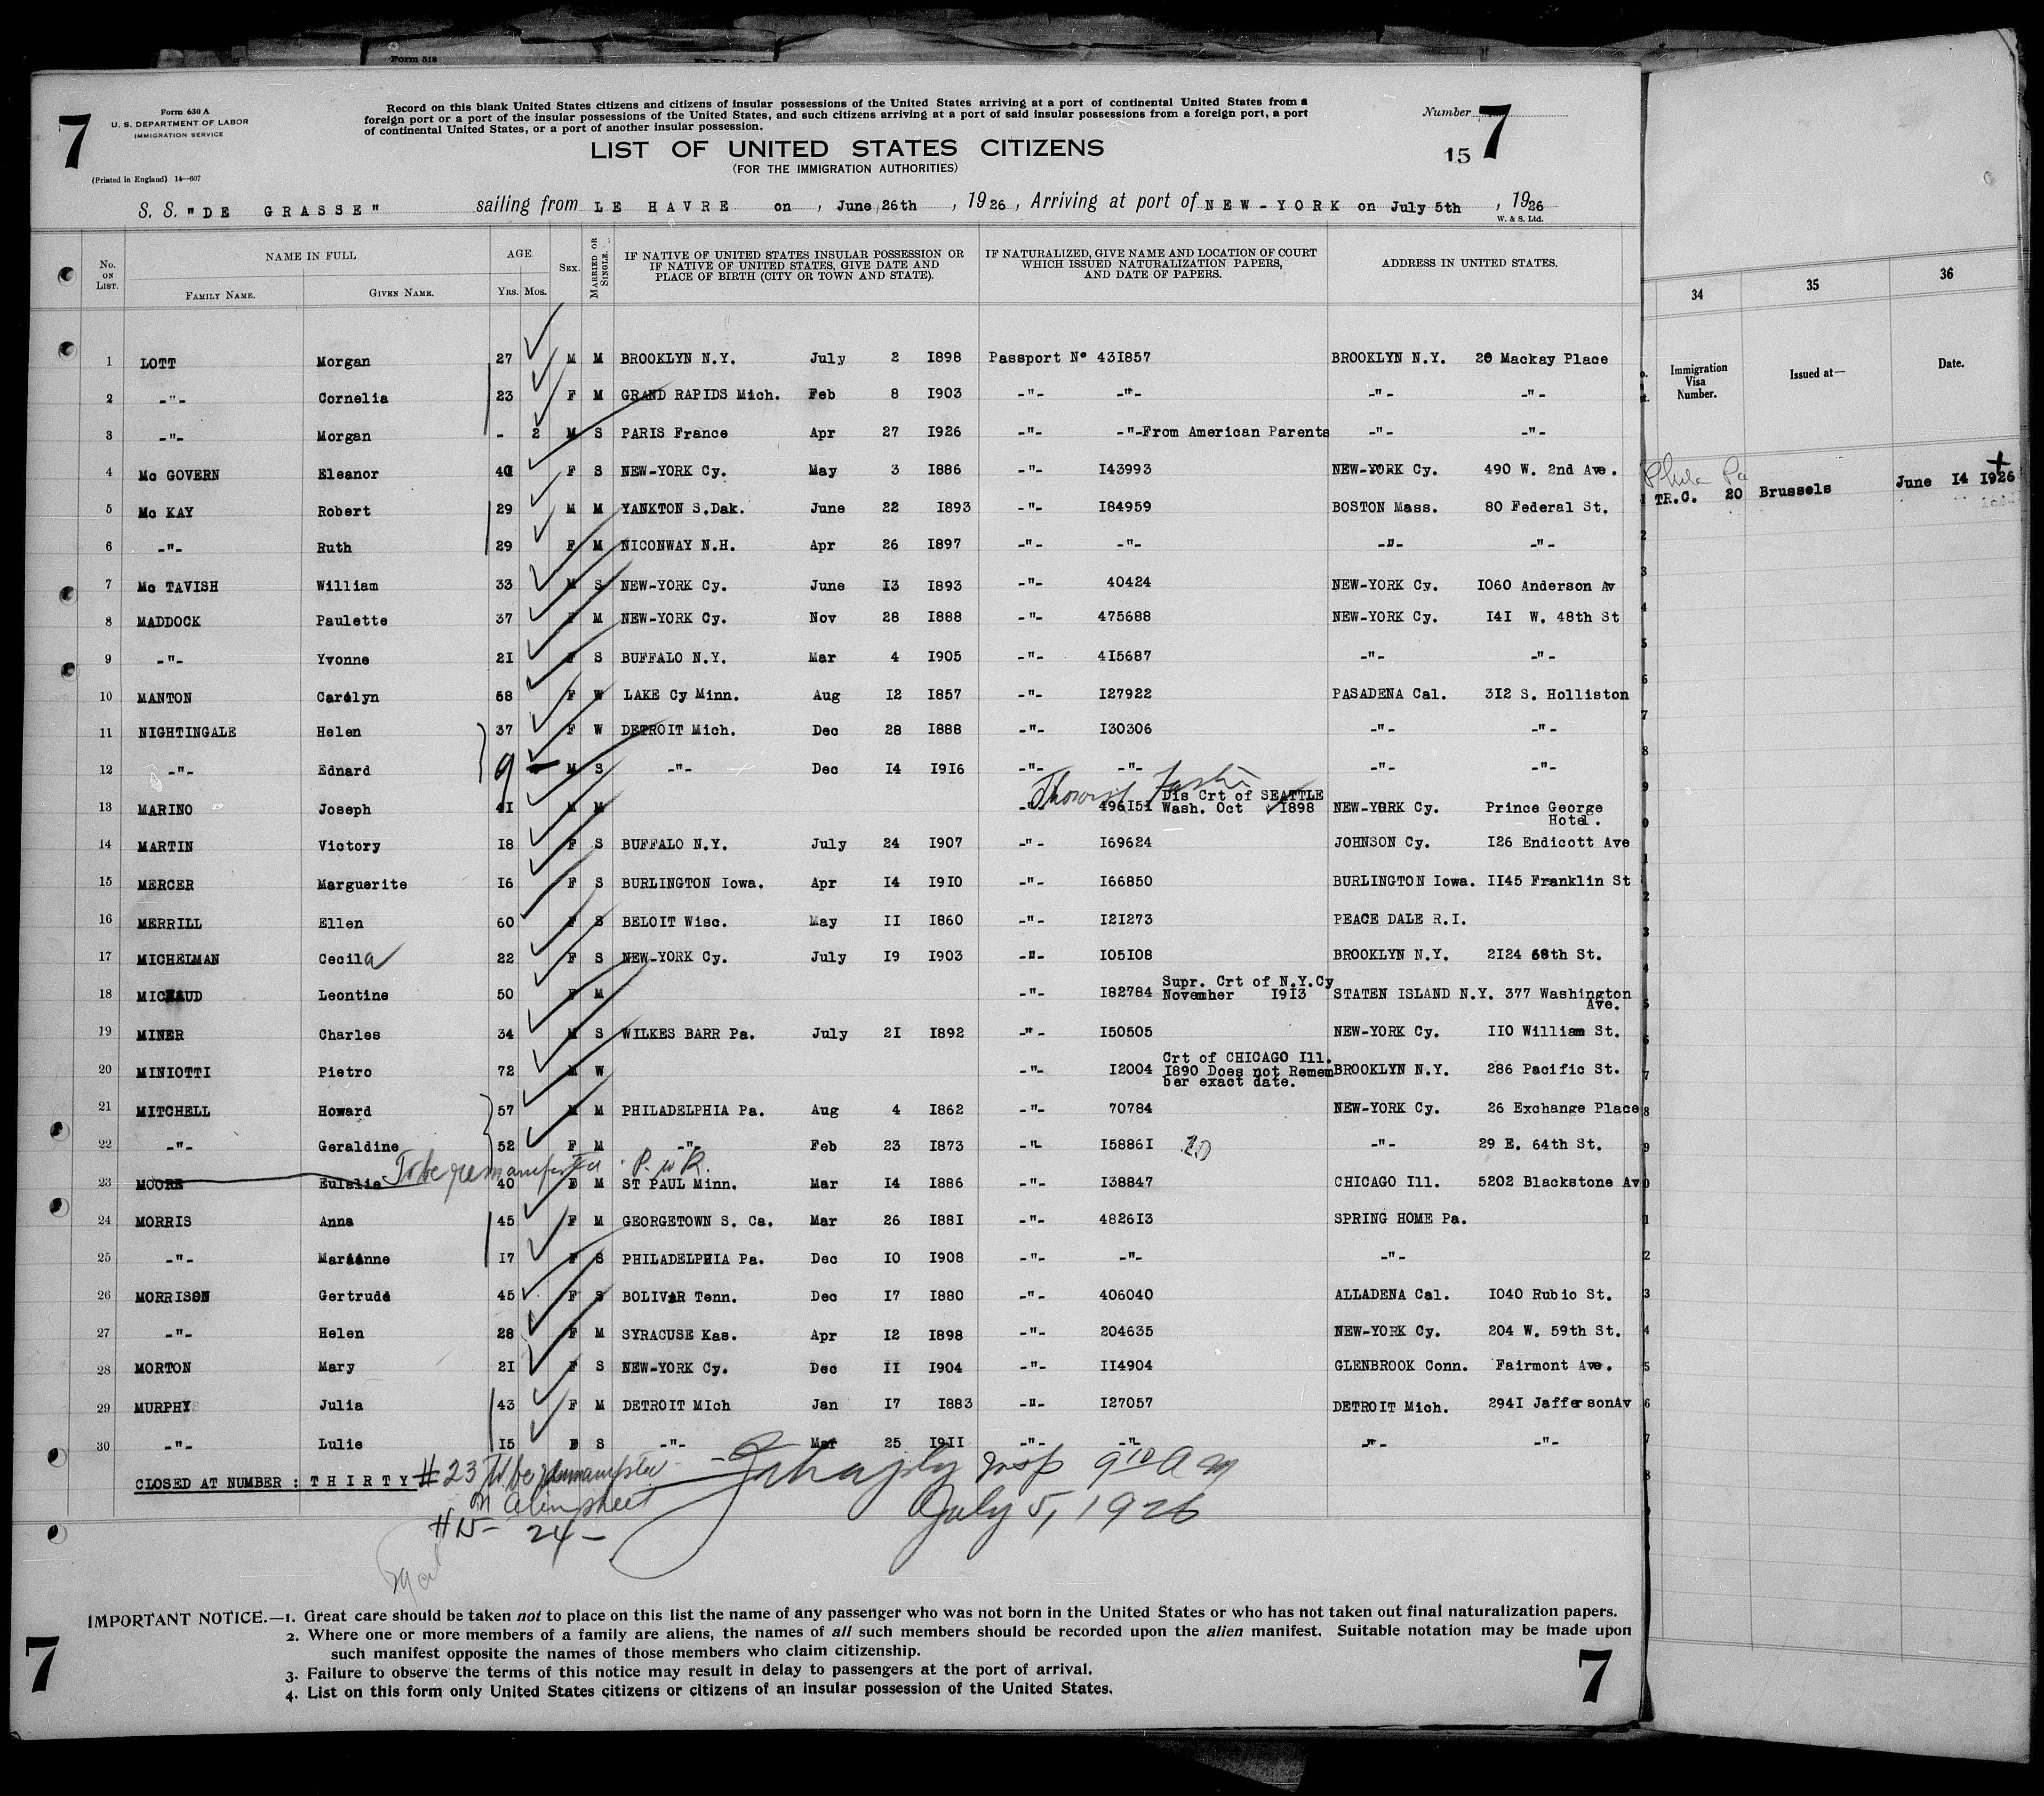 Form 518
7
Form 630 A
U. S. DEPARTMENT OF LABOR
IMMIGRATION SERVICE
(Printed in England) 14—607
Record on this blank United States citizens and citizens of insular possessions of the United States arriving at a port of continental United States from a
foreign port or a port of the insular possessions of the United States, and such citizens arriving at a port of said insular possessions from a foreign port, a port
of continental United States, or a port of another insular possession.
Number 7
15
LIST OF UNITED STATES CITIZENS
(FOR THE IMMIGRATION AUTHORITIES)
S. S. "DE GRASSE" sailing from LE HAVRE on , June 26th , 1926 , Arriving at port of NEW-YORK on July 5th , 1926
W. & S. Ltd.
No. on List. NAME IN FULL Family Name. Given Name. AGE Yrs. Mos. Sex. Married or Single. IF NATIVE OF UNITED STATES INSULAR POSSESSION OR IF NATIVE OF UNITED STATES, GIVE DATE AND PLACE OF BIRTH (CITY OR TOWN AND STATE). IF NATURALIZED, GIVE NAME AND LOCATION OF COURT WHICH ISSUED NATURALIZATION PAPERS, AND DATE OF PAPERS. ADDRESS IN UNITED STATES.
1 LOTT Morgan 27 M M BROOKLYN N.Y. July 2 1898 Passport N° 431857 BROOKLYN N.Y. 20 Mackay Place
2 -"- Cornelia 23 F M GRAND RAPIDS Mich. Feb 8 1903 -"- -"- -"- -"-
3 -"- Morgan - 2 M S PARIS France Apr 27 1926 -"- -"-From American Parents -"- -"-
4 Mc GOVERN Eleanor 40 F S NEW-YORK Cy. May 3 1886 -"- 143993 NEW-YORK Cy. 490 W. 2nd Ave.
5 Mc KAY Robert 29 M M YANKTON S.Dak. June 22 1893 -"- 184959 BOSTON Mass. 80 Federal St.
6 -"- Ruth 29 F M NICONWAY N.H. Apr 26 1897 -"- -"- -"- -"-
7 Mc TAVISH William 33 M S NEW-YORK Cy. June 13 1893 -"- 40424 NEW-YORK Cy. 1060 Anderson Av
8 MADDOCK Paulette 37 F M NEW-YORK Cy. Nov 28 1888 -"- 475688 NEW-YORK Cy. 141 W. 48th St
9 -"- Yvonne 21 F S BUFFALO N.Y. Mar 4 1905 -"- 415687 -"- -"-
10 MANTON Carolyn 68 F W LAKE Cy Minn. Aug 12 1857 -"- 127922 PASADENA Cal. 312 S. Holliston
11 NIGHTINGALE Helen 37 F W DETROIT Mich. Dec 28 1888 -"- 130306 -"- -"-
12 -"- Ednard 9 M S -"- Dec 14 1916 -"- -"- -"- -"-
13 MARINO Joseph 41 M M -"- 496151 Dis Crt of SEATTLE Wash. Oct 1898 NEW-YORK Cy. Prince George Hotel.
14 MARTIN Victory 18 F S BUFFALO N.Y. July 24 1907 -"- 169624 JOHNSON Cy. 126 Endicott Ave
15 MERCER Marguerite 16 F S BURLINGTON Iowa. Apr 14 1910 -"- 166850 BURLINGTON Iowa. 1145 Franklin St
16 MERRILL Ellen 60 F S BELOIT Wisc. May 11 1860 -"- 121273 PEACE DALE R.I.
17 MICHELMAN Cecila 22 F S NEW-YORK Cy. July 19 1903 -"- 105108 BROOKLYN N.Y. 2124 68th St.
18 MICHAUD Leontine 50 F M -"- 182784 Supr. Crt of N.Y.Cy November 1913 STATEN ISLAND N.Y. 377 Washington Ave.
19 MINER Charles 34 M S WILKES BARR Pa. July 21 1892 -"- 150505 NEW-YORK Cy. 110 William St.
20 MINIOTTI Pietro 72 M W -"- 12004 Crt of CHICAGO Ill. 1890 Does not Remem ber exact date. BROOKLYN N.Y. 286 Pacific St.
21 MITCHELL Howard 57 M M PHILADELPHIA Pa. Aug 4 1862 -"- 70784 NEW-YORK Cy. 26 Exchange Place
22 -"- Geraldine 52 F M -"- Feb 23 1873 -"- 158861 -"- 29 E. 64th St.
To be remanifested
23 MOORE Eulalie 40 F M ST PAUL Minn. Mar 14 1886 -"- 138847 CHICAGO Ill. 5202 Blackstone Av
24 MORRIS Anna 45 F M GEORGETOWN S. Ca. Mar 26 1881 -"- 482613 SPRING HOME Pa.
25 -"- Marianne 17 F S PHILADELPHIA Pa. Dec 10 1908 -"- -"- -"-
26 MORRISON Gertrude 45 F S BOLIVAR Tenn. Dec 17 1880 -"- 406040 ALLADENA Cal. 1040 Rubio St.
27 -"- Helen 28 F M SYRACUSE Kas. Apr 12 1898 -"- 204635 NEW-YORK Cy. 204 W. 59th St.
28 MORTON Mary 21 F S NEW-YORK Cy. Dec 11 1904 -"- 114904 GLENBROOK Conn. Fairmont Ave.
29 MURPHY Julia 43 F M DETROIT MIch Jan 17 1883 -"- 127057 DETROIT Mich. 2941 JaffersonAv
30 -"- Lulie 15 F S -"- Mar 25 1911 -"- -"- -"- -"-
CLOSED AT NUMBER : THIRTY
#23 To be remanifested
on Alien sheet
insp 9 10 A M
July 5, 1926
24 —
IMPORTANT NOTICE.—1. Great care should be taken not to place on this list the name of any passenger who was not born in the United States or who has not taken out final naturalization papers.
2. Where one or more members of a family are aliens, the names of all such members should be recorded upon the alien manifest. Suitable notation may be made upon
such manifest opposite the names of those members who claim citizenship.
3. Failure to observe the terms of this notice may result in delay to passengers at the port of arrival.
4. List on this form only United States citizens or citizens of an insular possession of the United States.
7
7
34 35 36
Immigration Visa Number. Issued at— Date.
Phila Pa
TR.C. 20 Brussels June 14 1926